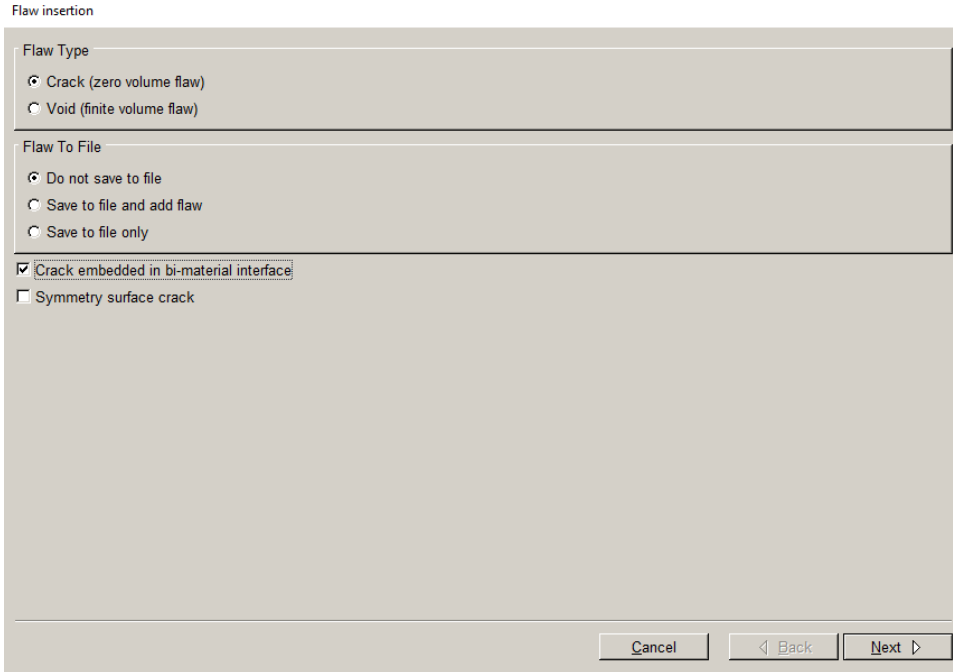 Flaw insertion
Flaw Type
Crack (zero volume flaw)
Void (finite volume flaw)
Flaw To File
Do not save to file
Save to file and add flaw
Save to file only
Crack embedded in bi-material interface
Symmetry surface crack
Cancel Back Next